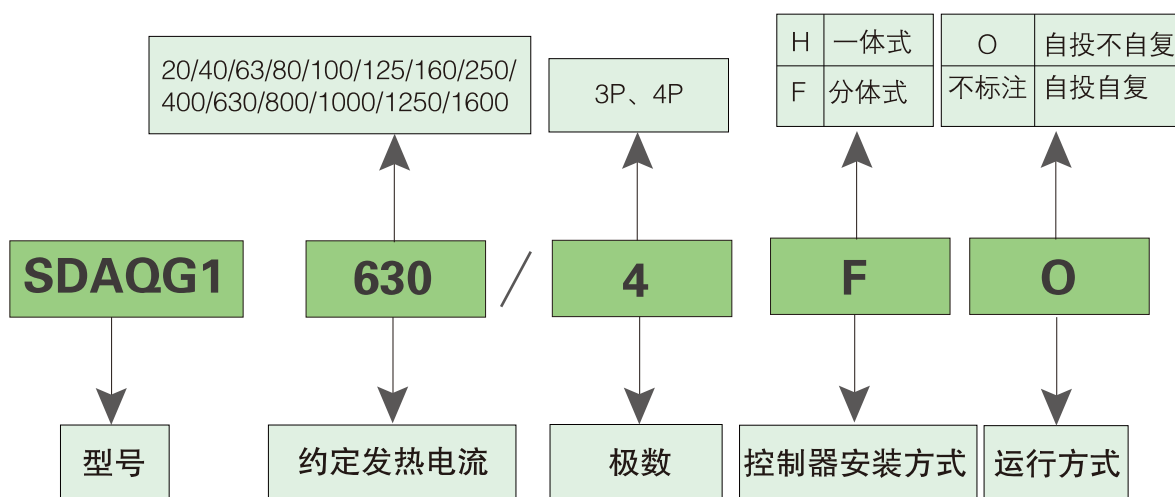 20/40/63/80/100/125/160/250/
400/630/800/1000/1250/1600
3P、4P
H 一体式
F 分体式
O 自投不自复
不标注 自投自复
SDAQG1 630 / 4 F O
型号 约定发热电流 极数 控制器安装方式 运行方式